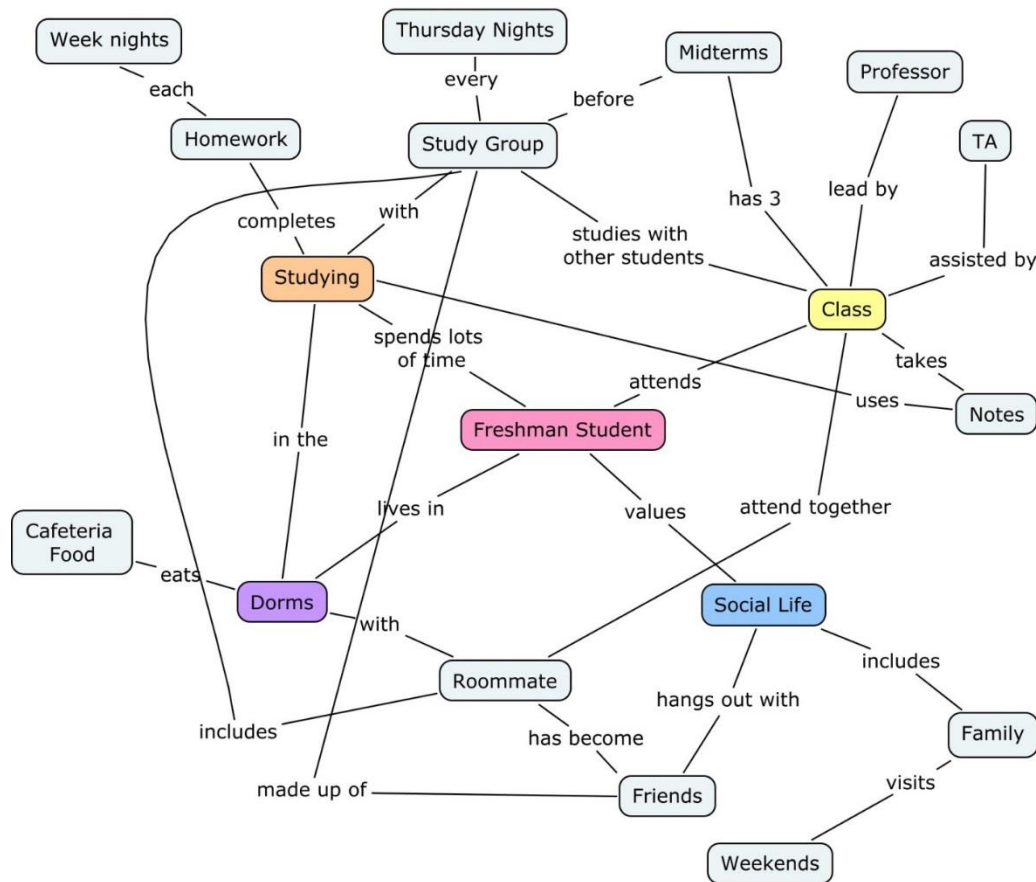 Thursday Nights
Week nights
Midterms
Professor
every
each
before
Homework
Study Group
TA
has 3
lead by
completes
with
studies with
other students
assisted by
Studying
Class
spends lots
of time
takes
attends
uses
Notes
Freshman Student
in the
lives in
values
attend together
Cafeteria
Food
eats
Dorms
Social Life
with
includes
Roommate
hangs out with
includes
has become
Family
made up of
Friends
visits
Weekends